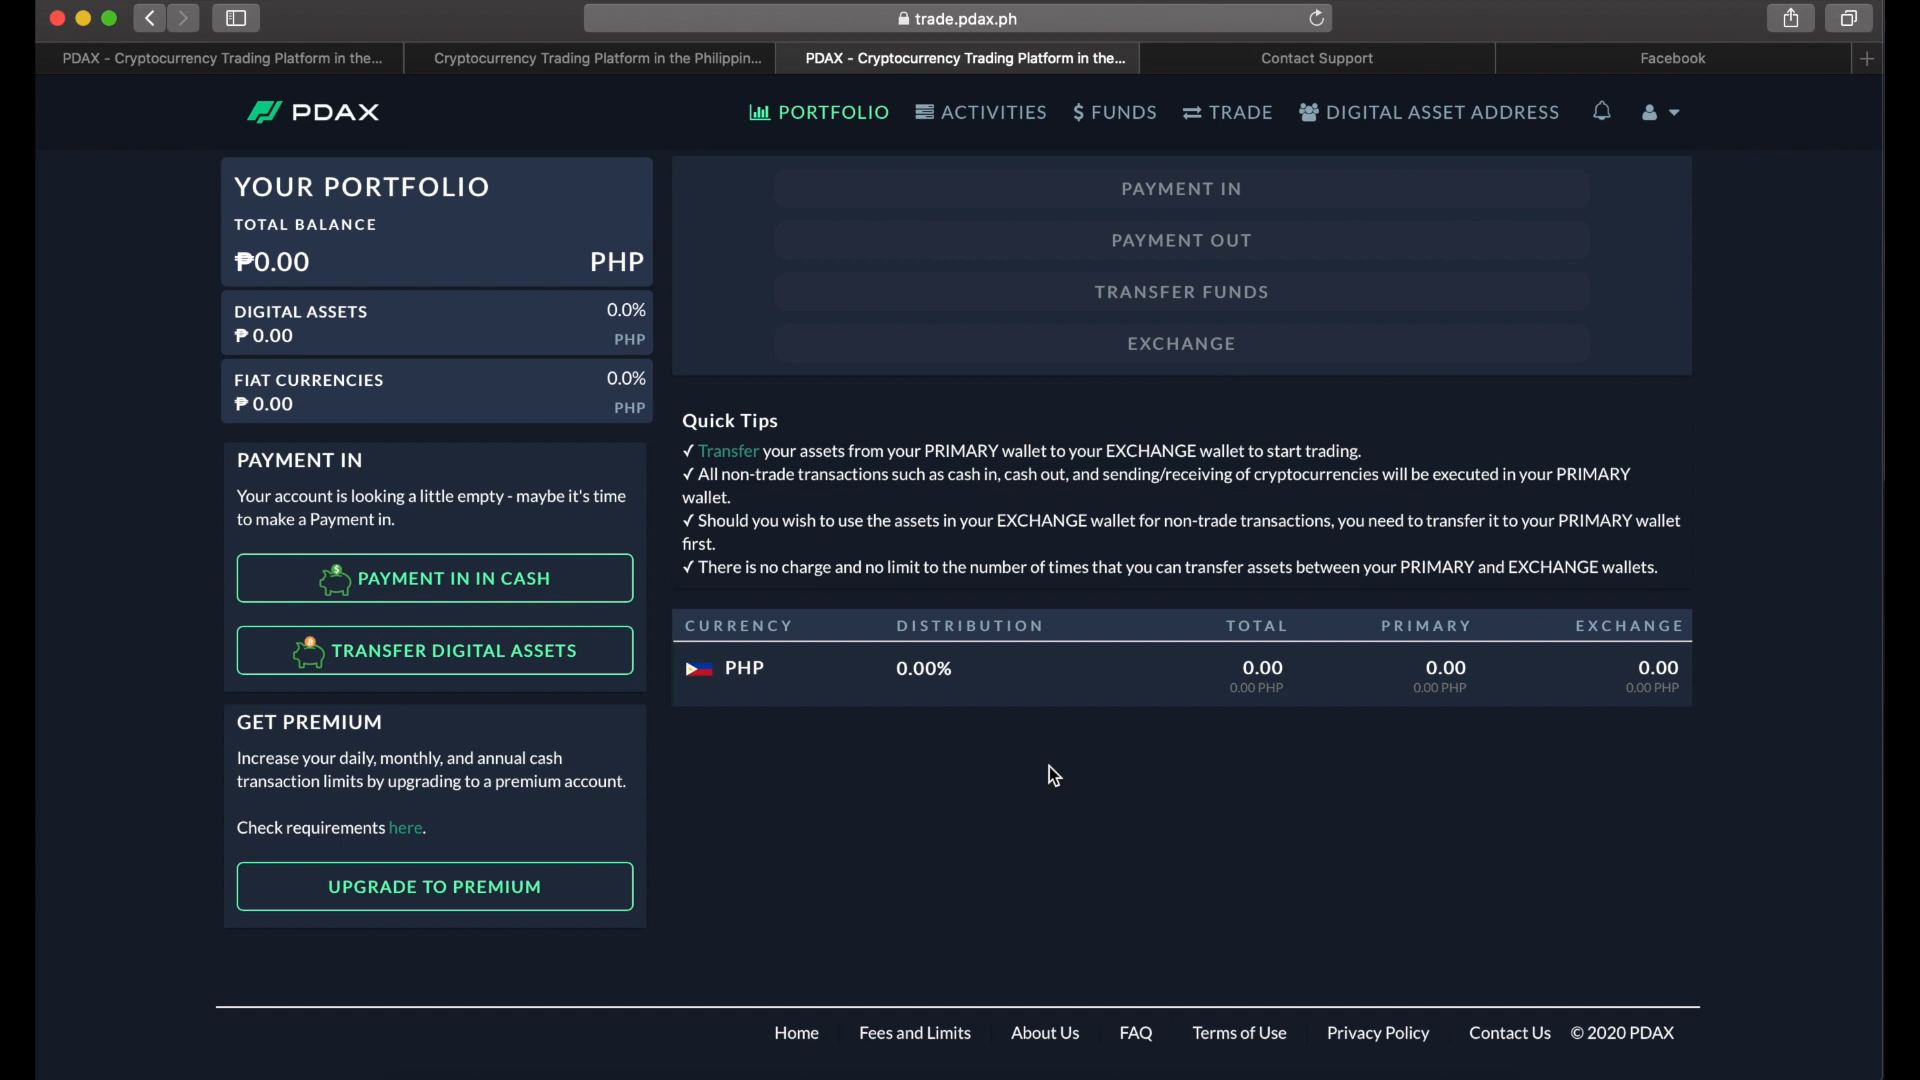 trade.pdax.ph
PDAX - Cryptocurrency Trading Platform in the...
Cryptocurrency Trading Platform in the Philippin...
PDAX - Cryptocurrency Trading Platform in the...
Contact Support
Facebook
PDAX
PORTFOLIO
ACTIVITIES
$ FUNDS
TRADE
DIGITAL ASSET ADDRESS
YOUR PORTFOLIO
TOTAL BALANCE
₱0.00 PHP
DIGITAL ASSETS 0.0%
₱ 0.00 PHP
FIAT CURRENCIES 0.0%
₱ 0.00 PHP
PAYMENT IN
Your account is looking a little empty - maybe it's time
to make a Payment in.
PAYMENT IN IN CASH
TRANSFER DIGITAL ASSETS
GET PREMIUM
Increase your daily, monthly, and annual cash
transaction limits by upgrading to a premium account.
Check requirements here.
UPGRADE TO PREMIUM
PAYMENT IN
PAYMENT OUT
TRANSFER FUNDS
EXCHANGE
Quick Tips
✓ Transfer your assets from your PRIMARY wallet to your EXCHANGE wallet to start trading.
✓ All non-trade transactions such as cash in, cash out, and sending/receiving of cryptocurrencies will be executed in your PRIMARY
wallet.
✓ Should you wish to use the assets in your EXCHANGE wallet for non-trade transactions, you need to transfer it to your PRIMARY wallet
first.
✓ There is no charge and no limit to the number of times that you can transfer assets between your PRIMARY and EXCHANGE wallets.
CURRENCY DISTRIBUTION TOTAL PRIMARY EXCHANGE
PHP 0.00% 0.00 0.00 0.00
0.00 PHP 0.00 PHP 0.00 PHP
Home Fees and Limits About Us FAQ Terms of Use Privacy Policy Contact Us © 2020 PDAX